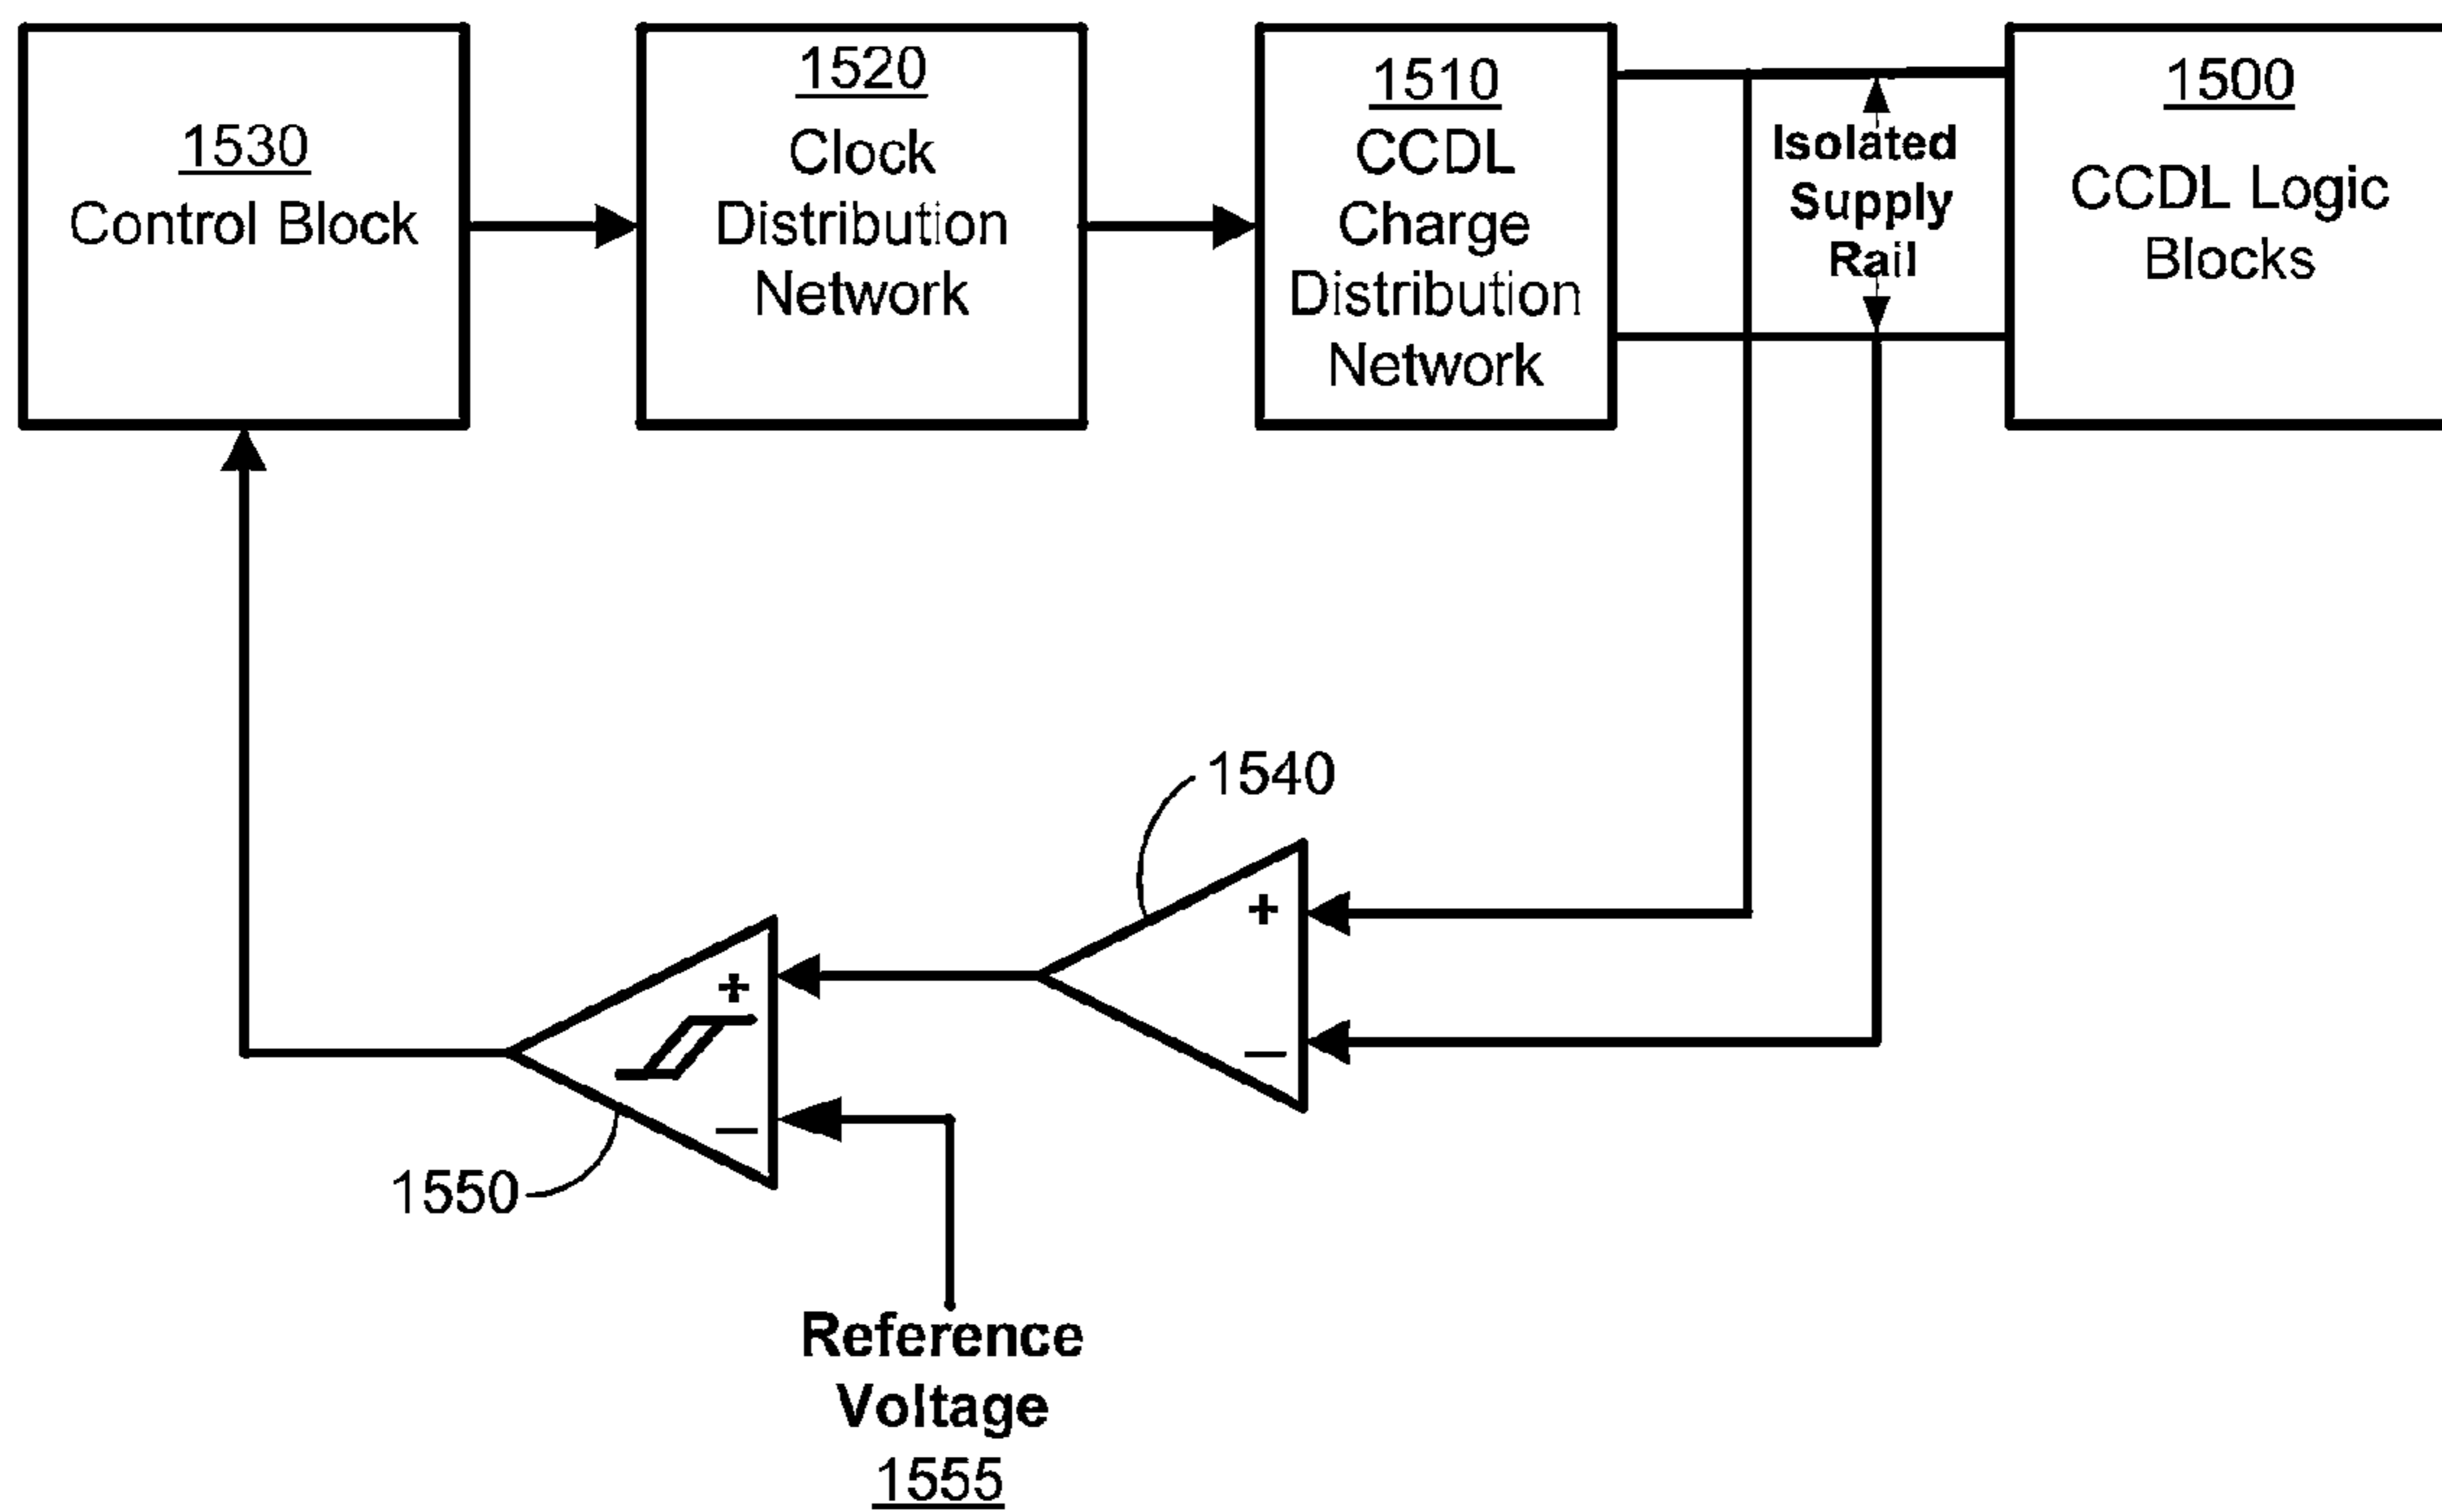 1530
Control Block
1520
Clock
Distribution
Network
1510
CCDL
Charge
Distribution
Network
Isolated
Supply
Rail
1500
CCDL Logic
Blocks
1540
+
−
1550
+
−
Reference
Voltage
1555